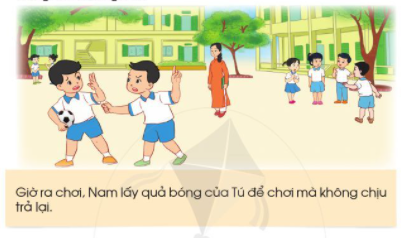 Giờ ra chơi, Nam lấy quả bóng của Tú để chơi mà không chịu
trả lại.